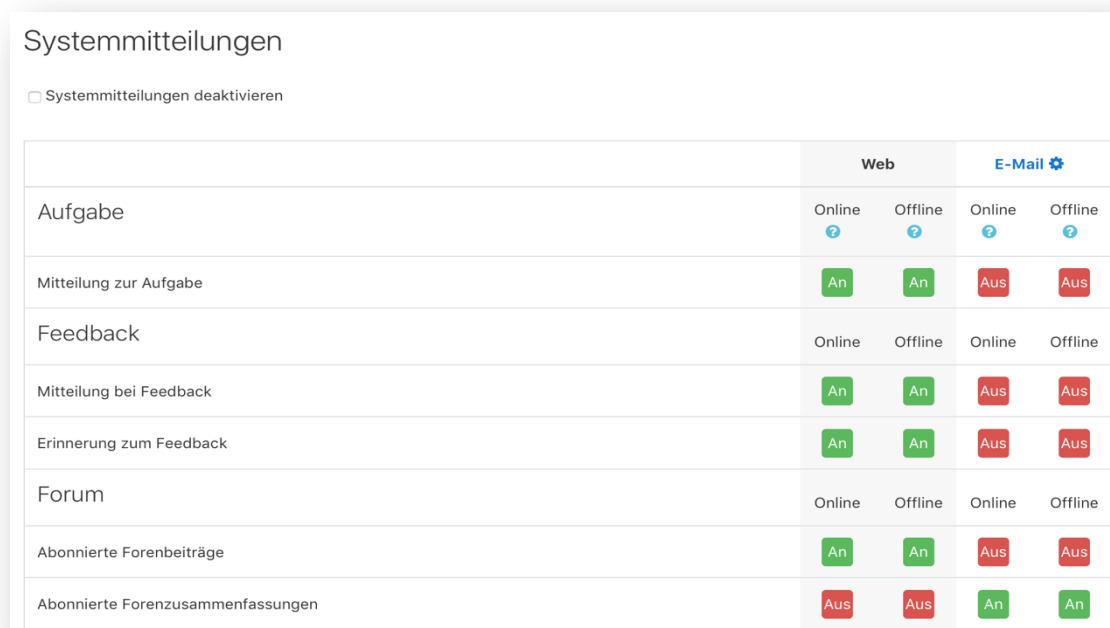 Systemmitteilungen
Systemmitteilungen deaktivieren
Web E-Mail
Aufgabe Online Offline Online Offline
? ? ? ?
Mitteilung zur Aufgabe An An Aus Aus
Feedback Online Offline Online Offline
Mitteilung bei Feedback An An Aus Aus
Erinnerung zum Feedback An An Aus Aus
Forum Online Offline Online Offline
Abonnierte Forenbeiträge An An Aus Aus
Abonnierte Forenzusammenfassungen Aus Aus An An